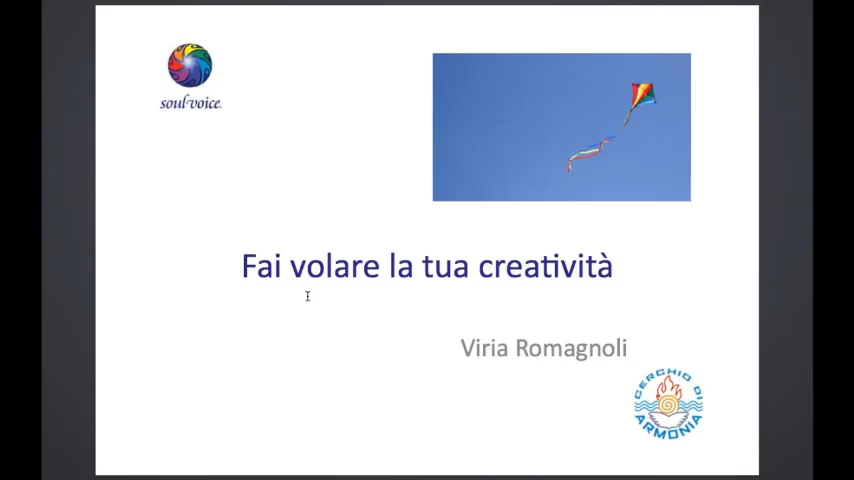 soul-voice®
Fai volare la tua creatività
Viria Romagnoli
CERCHIO DI
ARMONIA